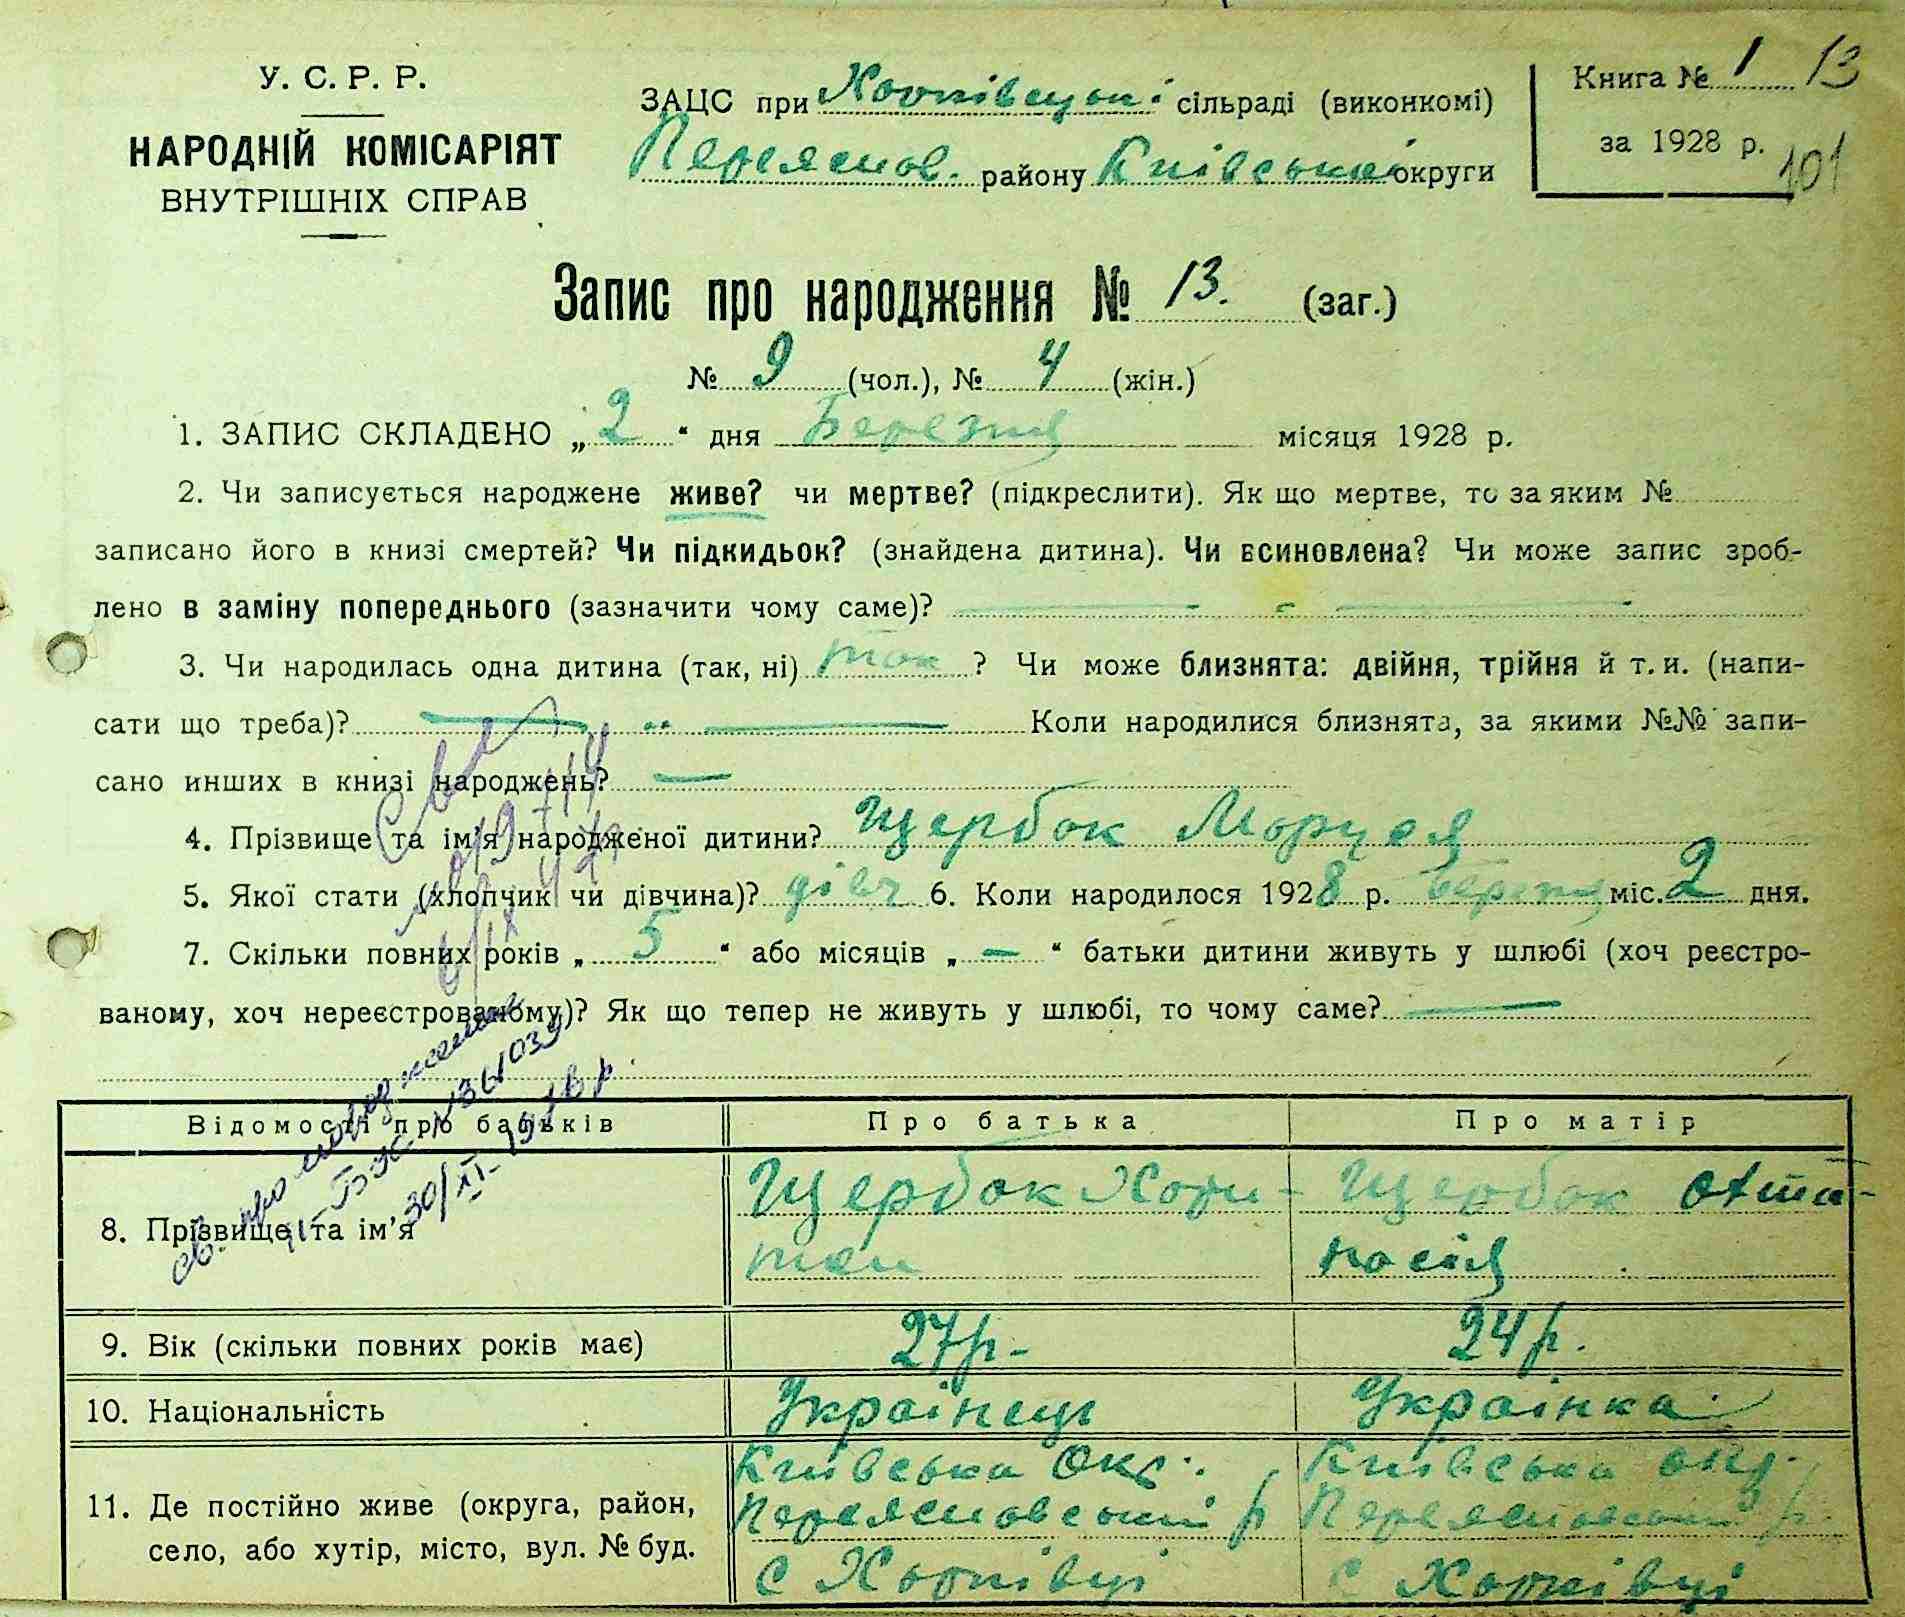 У. С. Р. Р.
НАРОДНІЙ КОМІСАРІЯТ
ВНУТРІШНІХ СПРАВ
ЗАЦС при сільраді (виконкомі)
Переяслов. району Київської округи
Книга № 1 13
за 1928 р. 101
Запис про народження № 13. (заг.)
№ 9 (чол.), № 4 (жін.)
1. ЗАПИС СКЛАДЕНО „ 2 “ дня Березня місяця 1928 р.
2. Чи записується народжене живе? чи мертве? (підкреслити). Як що мертве, то за яким №
записано його в книзі смертей? Чи підкидьок? (знайдена дитина). Чи всиновлена? Чи може запис зроб-
лено в заміну попереднього (зазначити чому саме)?
3. Чи народилась одна дитина (так, ні) так ? Чи може близнята: двійня, трійня й т. и. (напи-
сати що треба)? Коли народилися близнята, за якими №№ запи-
сано инших в книзі народжень? —
4. Прізвище та ім’я народженої дитини? Щербак
5. Якої стати (хлопчик чи дівчина)? дівч 6. Коли народилося 1928 р. березня міс. 2 дня.
7. Скільки повних років „ 5 “ або місяців „ — “ батьки дитини живуть у шлюбі (хоч реєстро-
ваному, хоч нереєстрованому)? Як що тепер не живуть у шлюбі, то чому саме? —
Відомості про батьків Про батька Про матір
8. Прізвище та ім’я Щербак Хари- Щербак Ата-
тон насія
9. Вік (скільки повних років має) 27р- 24р.
10. Національність Українець Українка
11. Де постійно живе (округа, район, Київська окр. Київська окр.
село, або хутір, місто, вул. № буд. Переясловський р Переясловський р.
с с